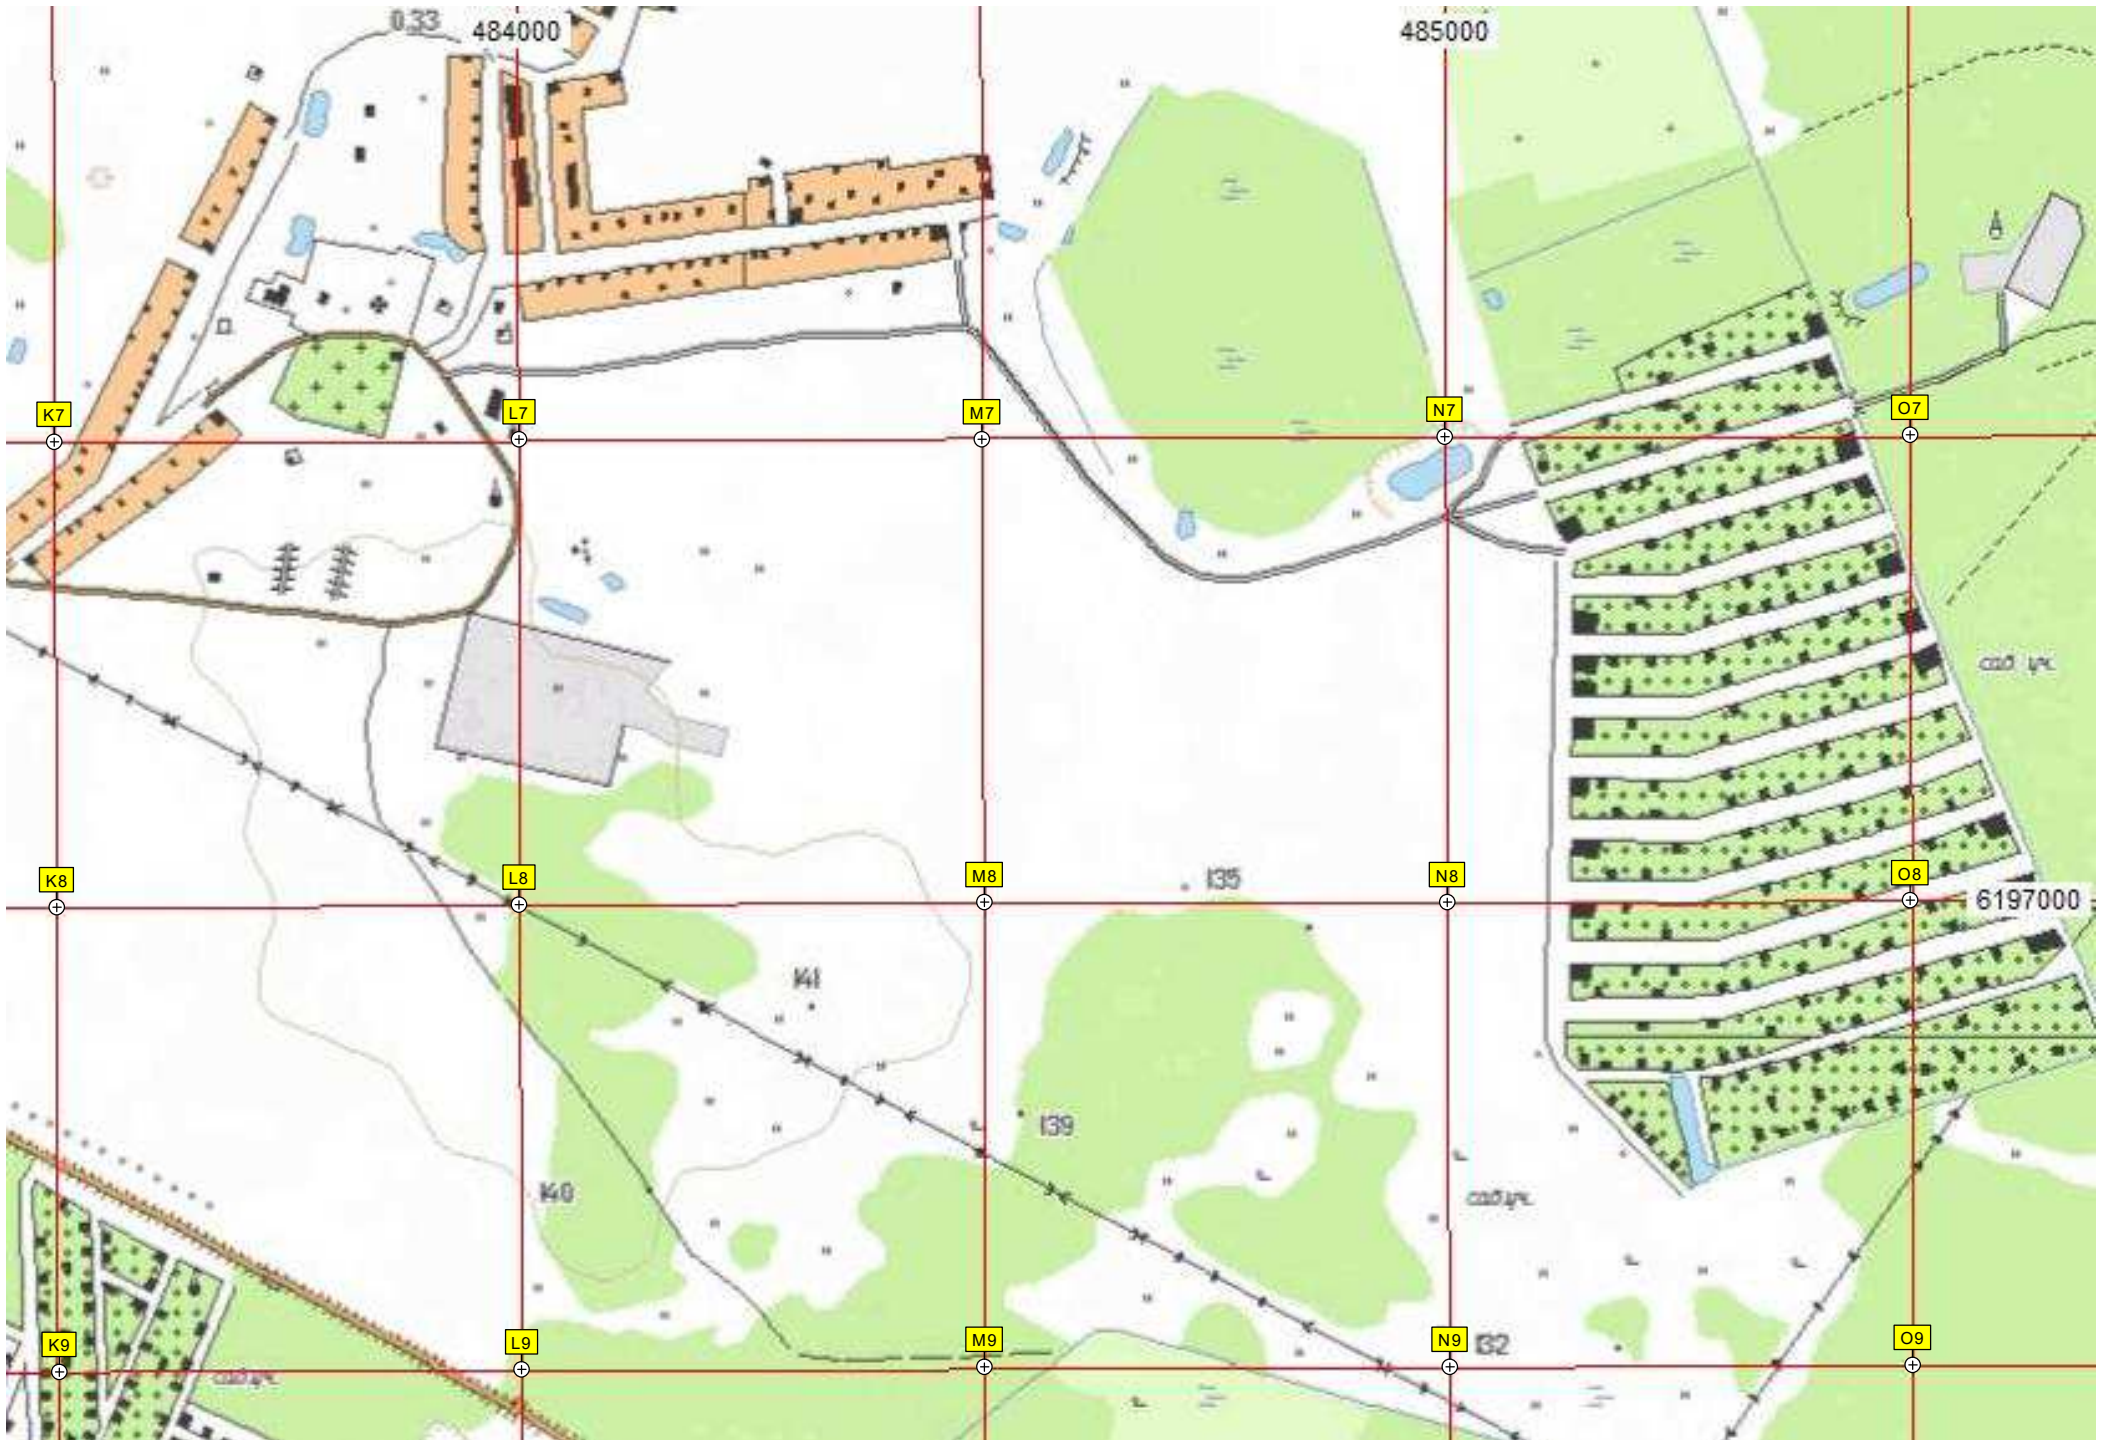 0.33
484000
485000
K7
L7
M7
N7
O7
сад уч.
K8
L8
M8
135
N8
O8
6197000
141
139
140
сад уч.
K9
L9
M9
N9
132
O9
сад уч.